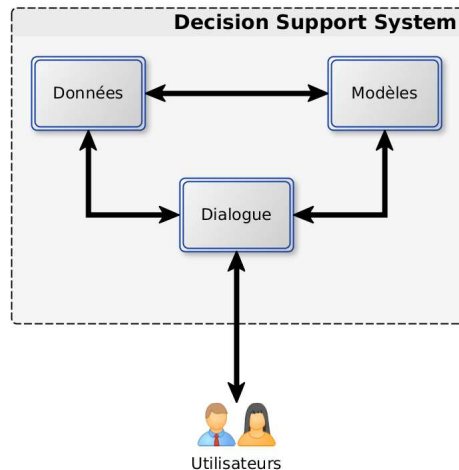 Decision Support System
Données
Modèles
Dialogue
Utilisateurs